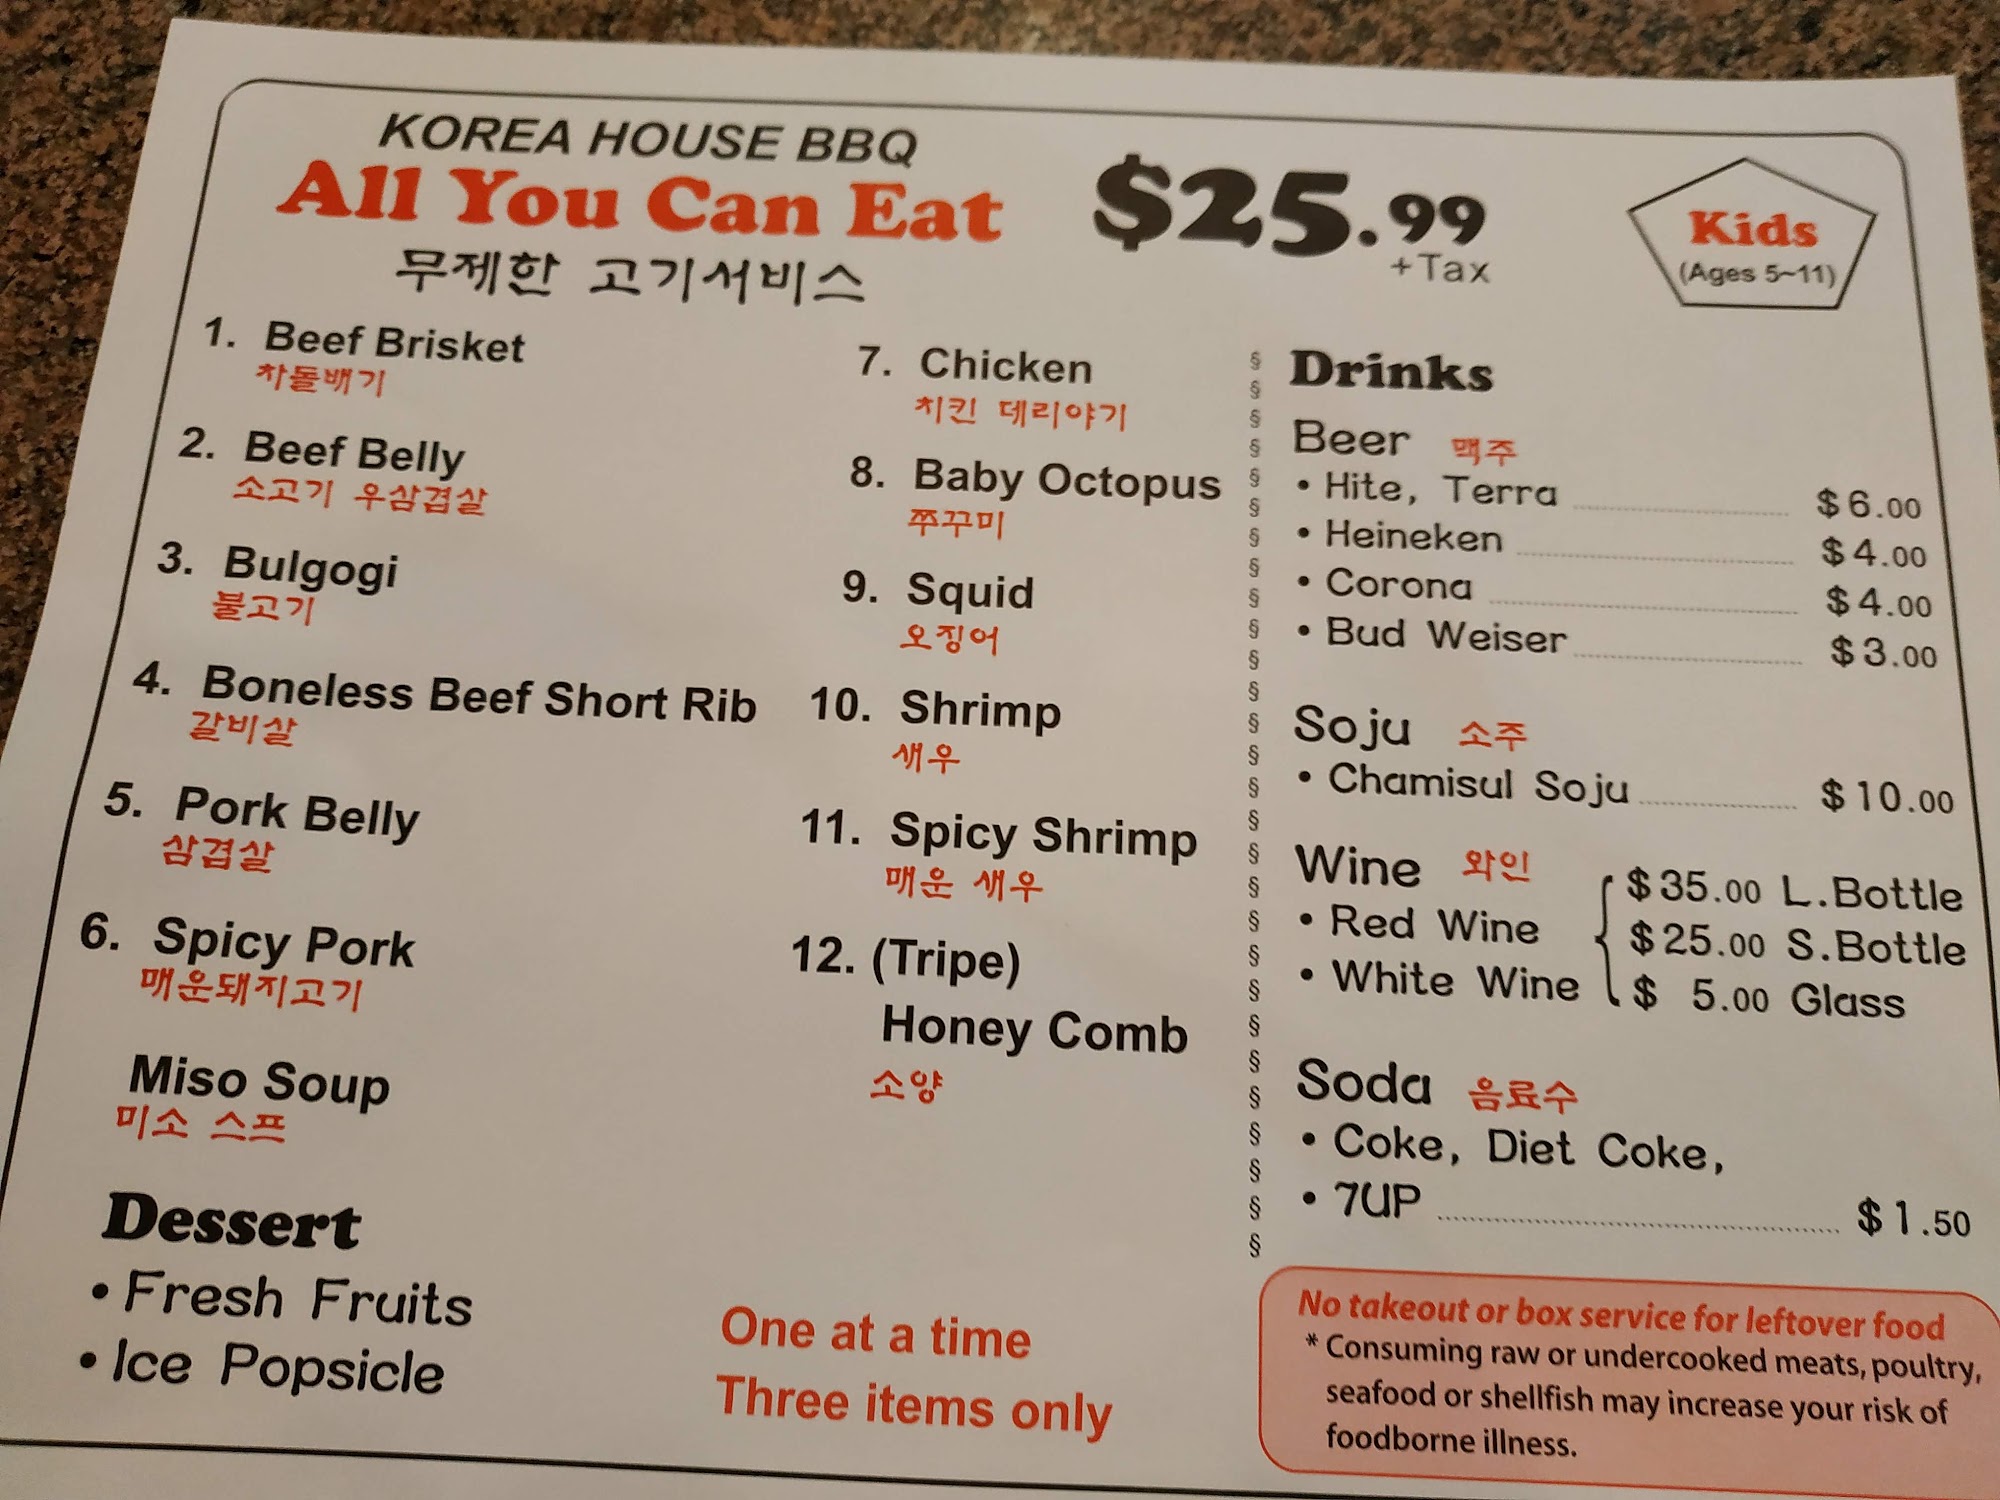 KOREA HOUSE BBQ
All You Can Eat
무제한 고기서비스
$25.99
+Tax
Kids
(Ages 5~11)
1. Beef Brisket
차돌배기
2. Beef Belly
소고기 우삼겹살
3. Bulgogi
불고기
4. Boneless Beef Short Rib
갈비살
5. Pork Belly
삼겹살
6. Spicy Pork
매운돼지고기
Miso Soup
미소 스프
Dessert
• Fresh Fruits
• Ice Popsicle
7. Chicken
치킨 데리야기
8. Baby Octopus
쭈꾸미
9. Squid
오징어
10. Shrimp
새우
11. Spicy Shrimp
매운 새우
12. (Tripe)
Honey Comb
소양
One at a time
Three items only
Drinks
Beer 맥주
• Hite, Terra $6.00
• Heineken $4.00
• Corona $4.00
• Bud Weiser $3.00
Soju 소주
• Chamisul Soju $10.00
Wine 와인
• Red Wine
• White Wine
$35.00 L.Bottle
$25.00 S.Bottle
$ 5.00 Glass
Soda 음료수
• Coke, Diet Coke,
• 7UP $1.50
No takeout or box service for leftover food
* Consuming raw or undercooked meats, poultry,
seafood or shellfish may increase your risk of
foodborne illness.